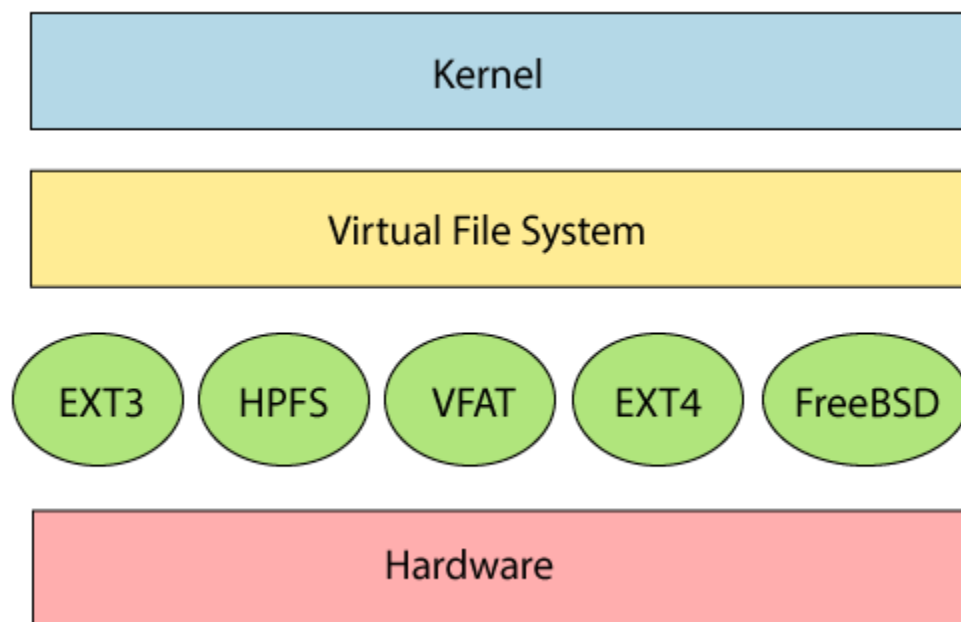 Kernel
Virtual File System
EXT3 HPFS VFAT EXT4 FreeBSD
Hardware